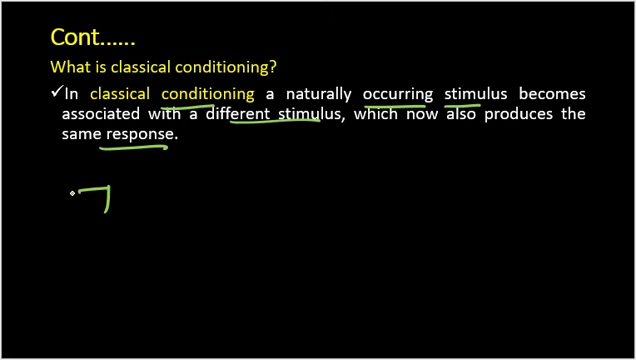 Cont......
What is classical conditioning?
✓In classical conditioning a naturally occurring stimulus becomes
associated with a different stimulus, which now also produces the
same response.